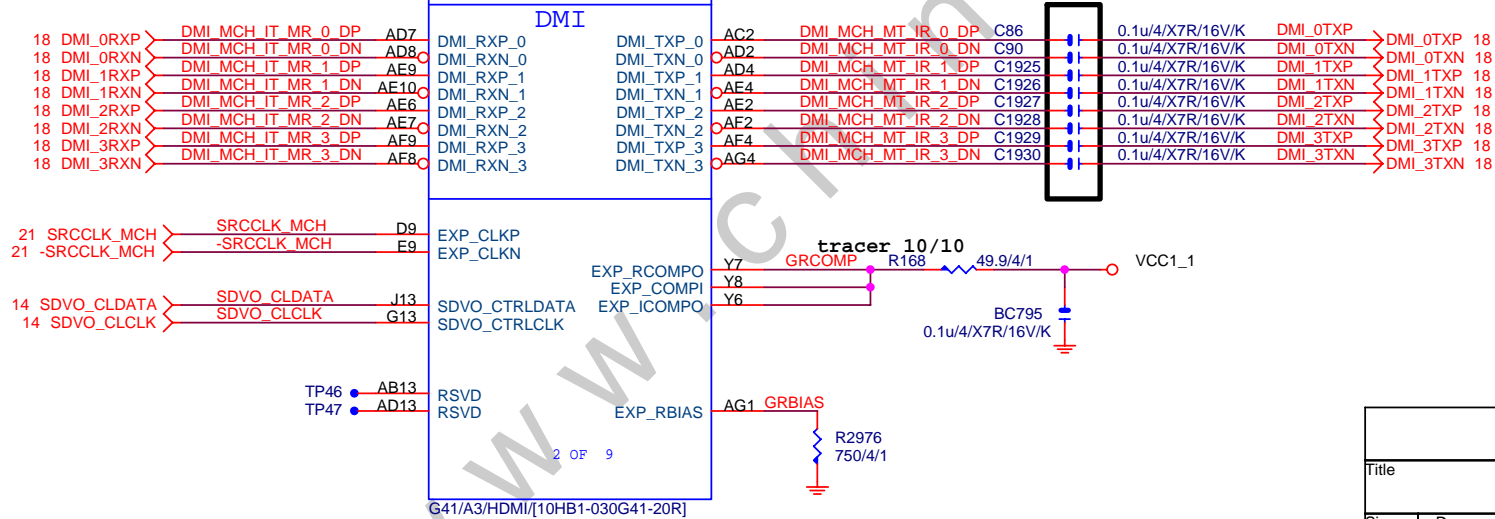 DMI
18 DMI_0RXP DMI_MCH_IT_MR_0_DP AD7 DMI_RXP_0 DMI_TXP_0 AC2 DMI_MCH_MT_IR_0_DP C86 0.1u/4/X7R/16V/K DMI_0TXP DMI_0TXP 18
18 DMI_0RXN DMI_MCH_IT_MR_0_DN AD8 DMI_RXN_0 DMI_TXN_0 AD2 DMI_MCH_MT_IR_0_DN C90 0.1u/4/X7R/16V/K DMI_0TXN DMI_0TXN 18
18 DMI_1RXP DMI_MCH_IT_MR_1_DP AE9 DMI_RXP_1 DMI_TXP_1 AD4 DMI_MCH_MT_IR_1_DP C1925 0.1u/4/X7R/16V/K DMI_1TXP DMI_1TXP 18
18 DMI_1RXN DMI_MCH_IT_MR_1_DN AE10 DMI_RXN_1 DMI_TXN_1 AE4 DMI_MCH_MT_IR_1_DN C1926 0.1u/4/X7R/16V/K DMI_1TXN DMI_1TXN 18
18 DMI_2RXP DMI_MCH_IT_MR_2_DP AE6 DMI_RXP_2 DMI_TXP_2 AE2 DMI_MCH_MT_IR_2_DP C1927 0.1u/4/X7R/16V/K DMI_2TXP DMI_2TXP 18
18 DMI_2RXN DMI_MCH_IT_MR_2_DN AE7 DMI_RXN_2 DMI_TXN_2 AF2 DMI_MCH_MT_IR_2_DN C1928 0.1u/4/X7R/16V/K DMI_2TXN DMI_2TXN 18
18 DMI_3RXP DMI_MCH_IT_MR_3_DP AF9 DMI_RXP_3 DMI_TXP_3 AF4 DMI_MCH_MT_IR_3_DP C1929 0.1u/4/X7R/16V/K DMI_3TXP DMI_3TXP 18
18 DMI_3RXN DMI_MCH_IT_MR_3_DN AF8 DMI_RXN_3 DMI_TXN_3 AG4 DMI_MCH_MT_IR_3_DN C1930 0.1u/4/X7R/16V/K DMI_3TXN DMI_3TXN 18
21 SRCCLK_MCH SRCCLK_MCH D9 EXP_CLKP
21 -SRCCLK_MCH -SRCCLK_MCH E9 EXP_CLKN
tracer 10/10
EXP_RCOMPO Y7 GRCOMP R168 49.9/4/1 VCC1_1
EXP_COMPI Y8
14 SDVO_CLDATA SDVO_CLDATA J13 SDVO_CTRLDATA EXP_ICOMPO Y6
14 SDVO_CLCLK SDVO_CLCLK G13 SDVO_CTRLCLK
BC795
0.1u/4/X7R/16V/K
TP46 AB13 RSVD
TP47 AD13 RSVD EXP_RBIAS AG1 GRBIAS
R2976
750/4/1
2 OF 9
G41/A3/HDMI/[10HB1-030G41-20R]
Title
www.chin